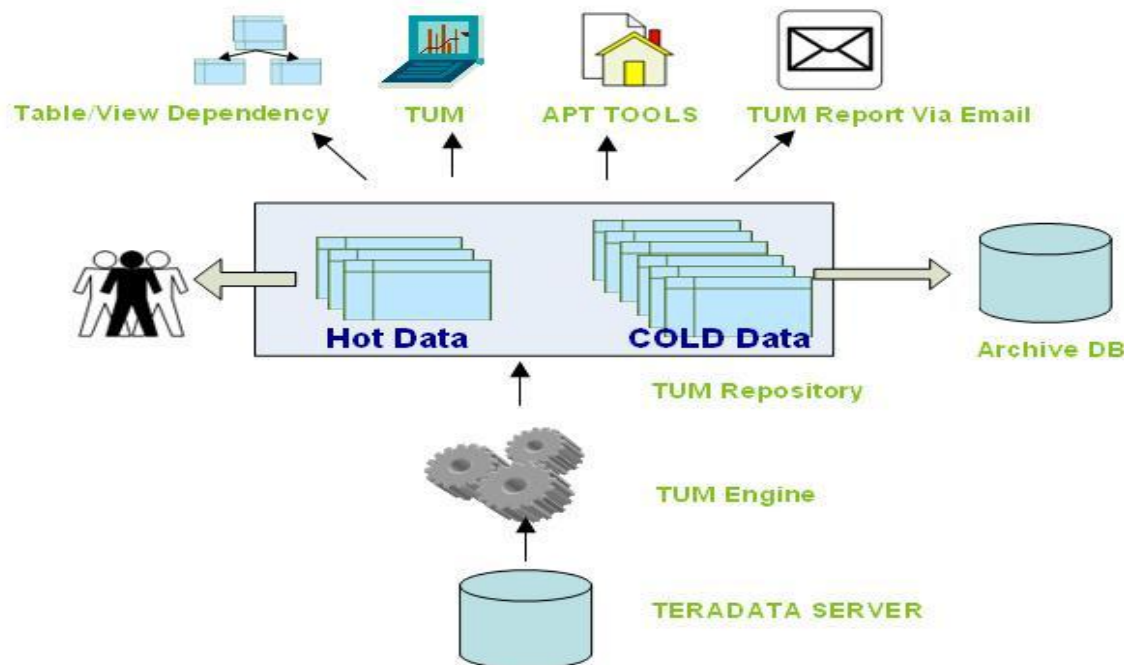 Table/View Dependency
TUM
APT TOOLS
TUM Report Via Email
Hot Data
COLD Data
Archive DB
TUM Repository
TUM Engine
TERADATA SERVER